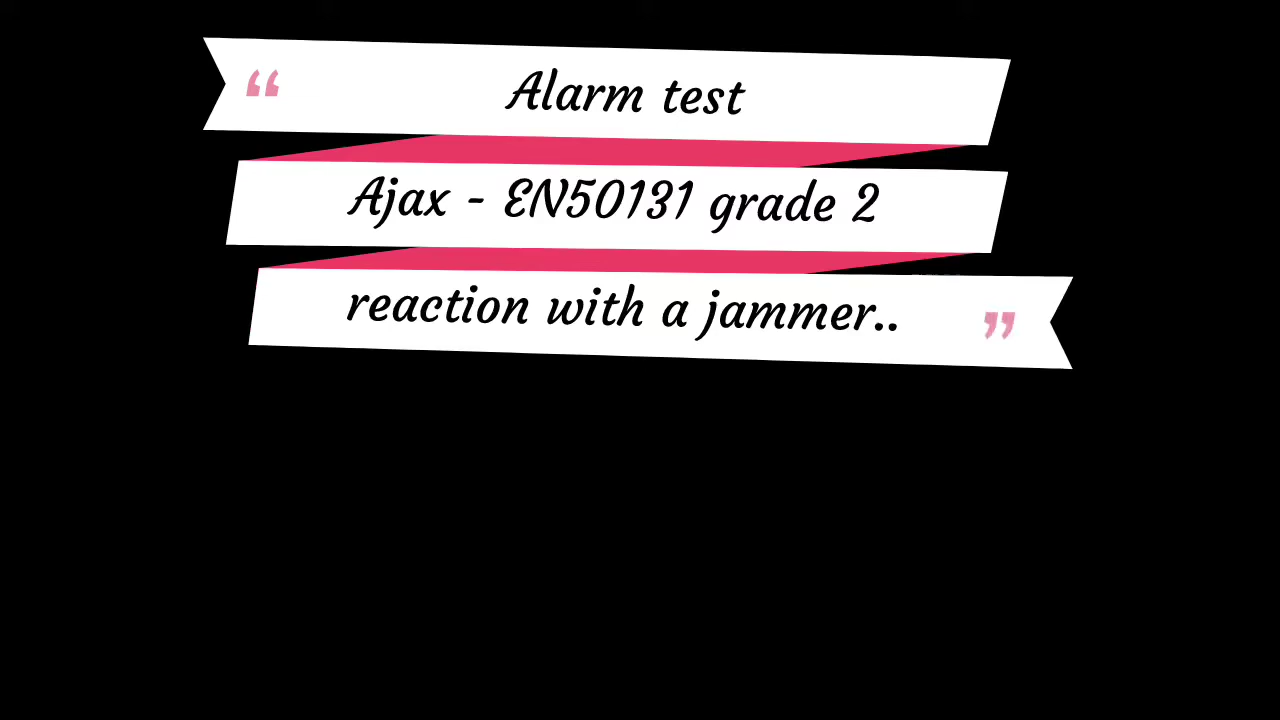 “ Alarm test
Ajax - EN50131 grade 2
reaction with a jammer.. ”